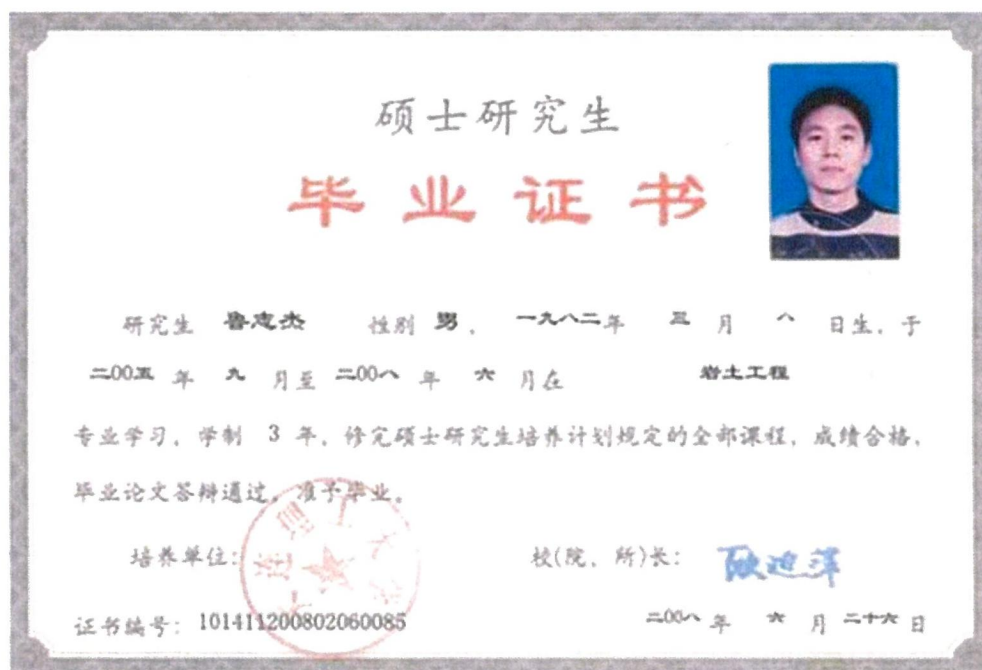 硕士研究生
毕业证书
研究生 鲁志杰 性别 男, 一九八二年 三 月 八 日生, 于
二00五 年 九 月至 二00八 年 六 月在 岩土工程
专业学习, 学制 3 年, 修完硕士研究生培养计划规定的全部课程, 成绩合格,
毕业论文答辩通过, 准予毕业。
培养单位: 校(院、所)长:
大连理工大学
证书编号: 101411200802060085 二00八 年 六 月 二十六 日